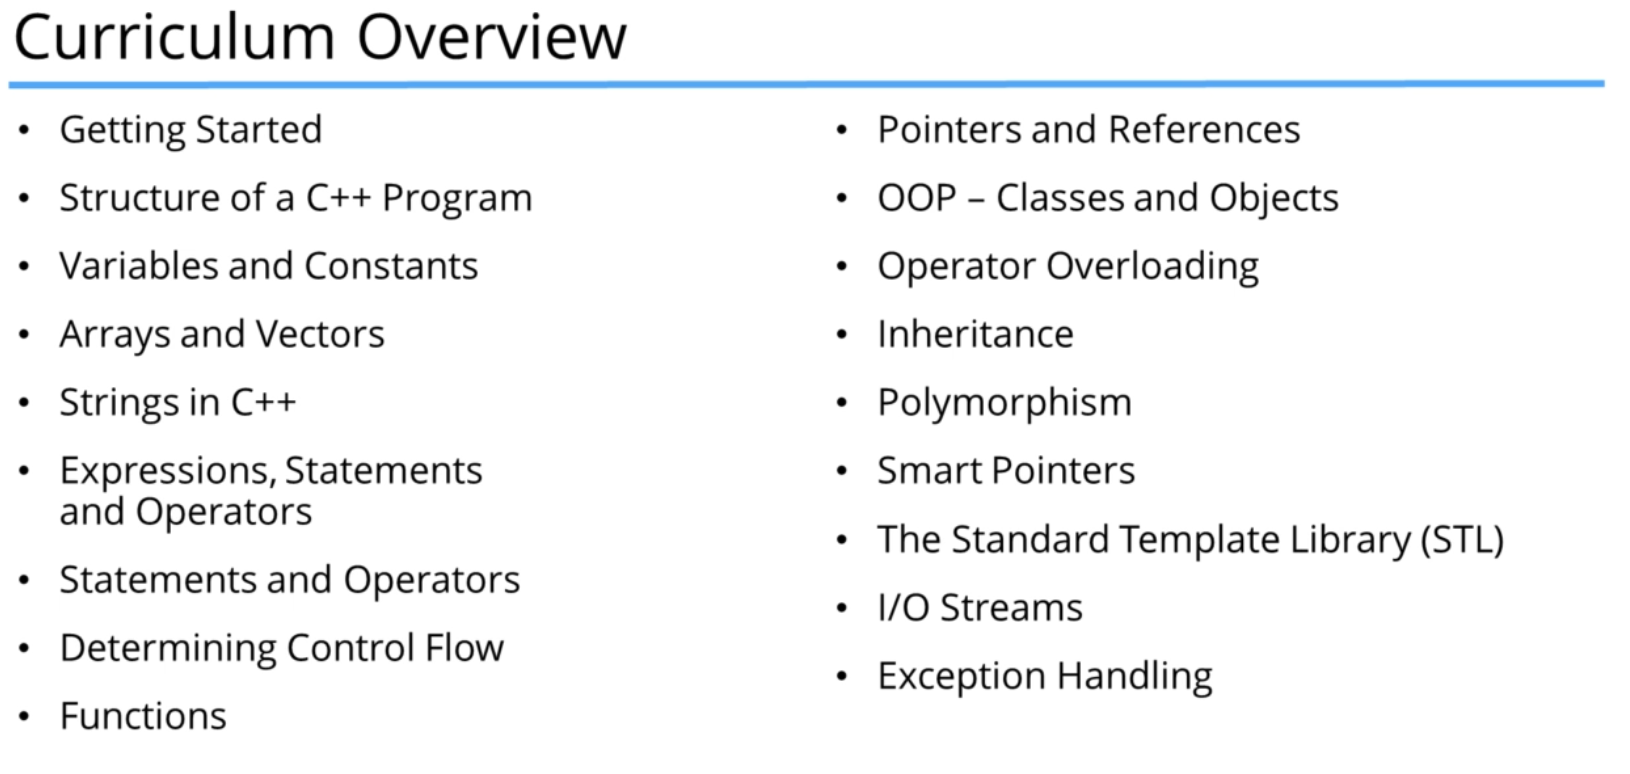 Curriculum Overview
• Getting Started
• Structure of a C++ Program
• Variables and Constants
• Arrays and Vectors
• Strings in C++
• Expressions, Statements
and Operators
• Statements and Operators
• Determining Control Flow
• Functions
• Pointers and References
• OOP – Classes and Objects
• Operator Overloading
• Inheritance
• Polymorphism
• Smart Pointers
• The Standard Template Library (STL)
• I/O Streams
• Exception Handling